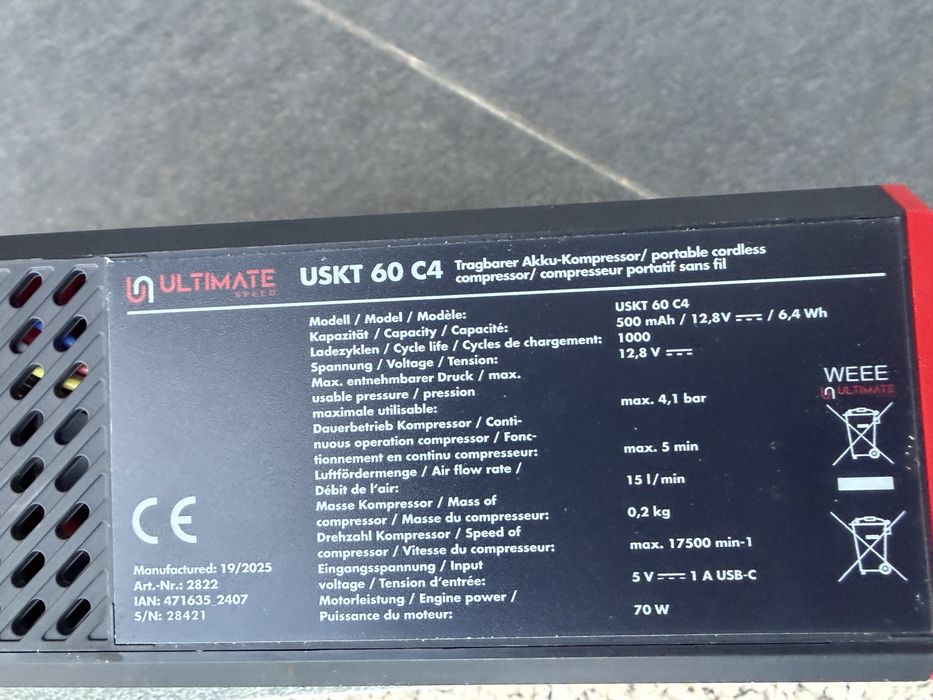 ULTIMATE
SPEED
USKT 60 C4
Tragbarer Akku-Kompressor/ portable cordless
compressor/ compresseur portatif sans fil
Modell / Model / Modèle: USKT 60 C4
Kapazität / Capacity / Capacité: 500 mAh / 12,8V ⎓ / 6,4 Wh
Ladezyklen / Cycle life / Cycles de chargement: 1000
Spannung / Voltage / Tension: 12,8 V ⎓
Max. entnehmbarer Druck / max.
usable pressure / pression
maximale utilisable: max. 4,1 bar
Dauerbetrieb Kompressor / Conti-
nuous operation compressor / Fonc-
tionnement en continu compresseur: max. 5 min
Luftfördermenge / Air flow rate /
Débit de l'air: 15 l/min
Masse Kompressor / Mass of
compressor / Masse du compresseur: 0,2 kg
Drehzahl Kompressor / Speed of
compressor / Vitesse du compresseur: max. 17500 min-1
Eingangsspannung / Input
voltage / Tension d'entrée: 5 V ⎓ 1 A USB-C
Motorleistung / Engine power /
Puissance du moteur: 70 W
WEEE
ULTIMATE
CE
Manufactured: 19/2025
Art.-Nr.: 2822
IAN: 471635_2407
S/N: 28421